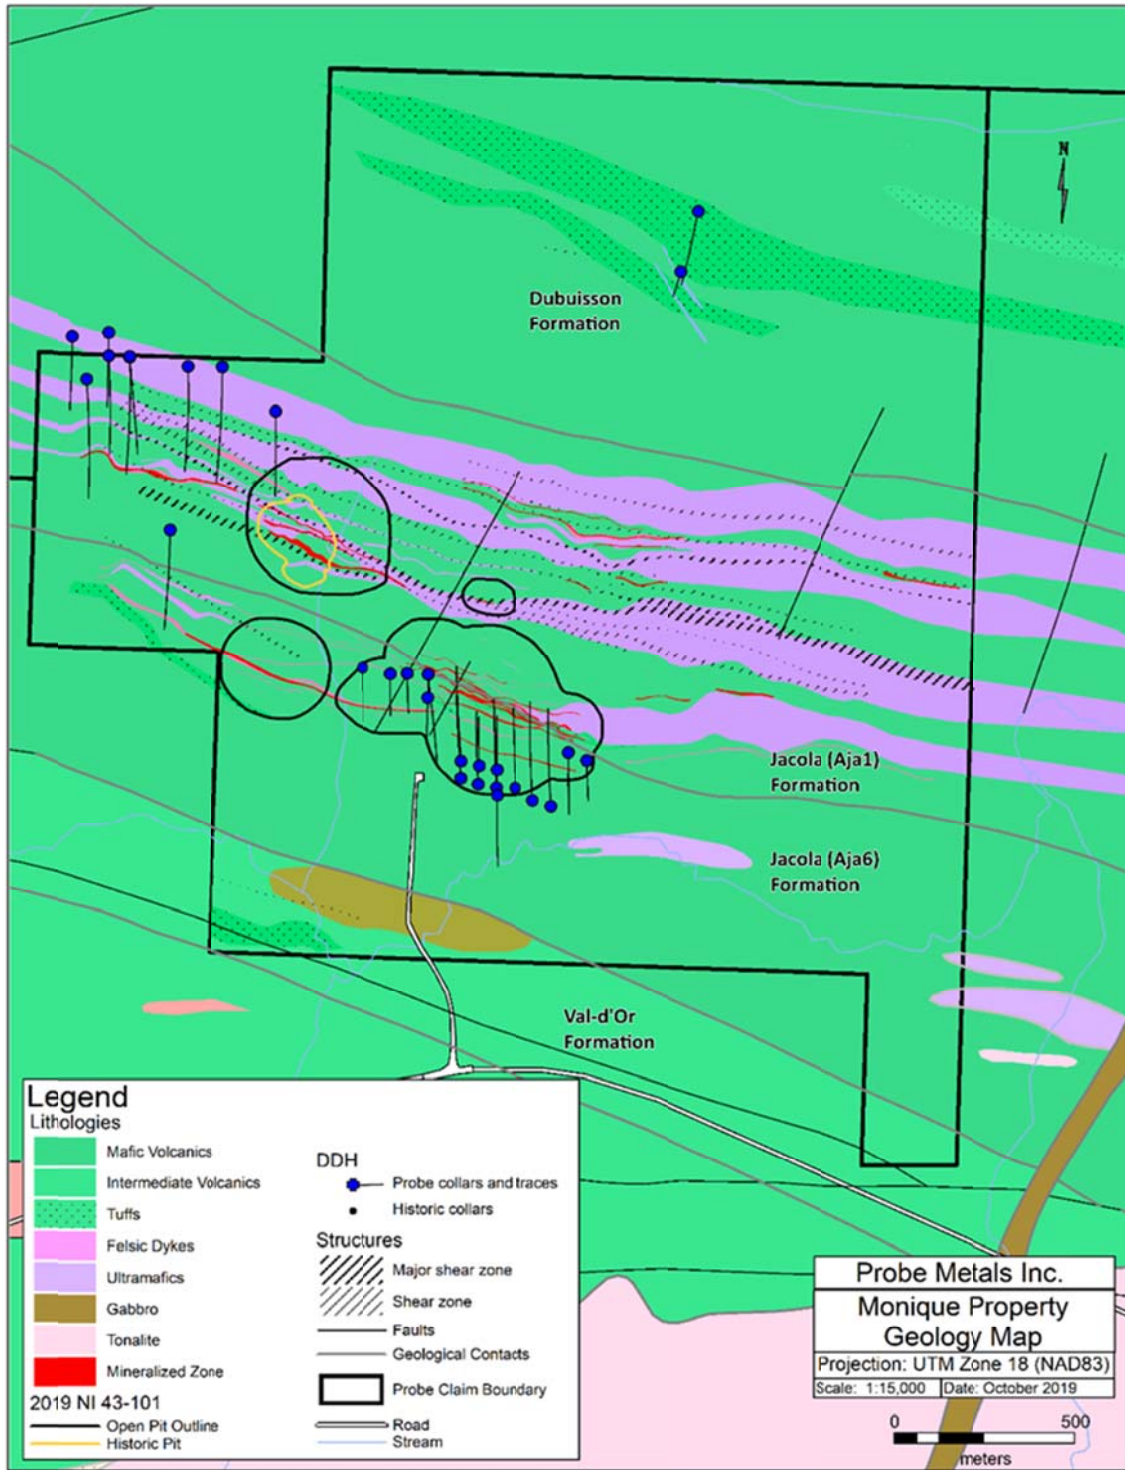 N
Dubuisson
Formation
Jacola (Aja1)
Formation
Jacola (Aja6)
Formation
Val-d'Or
Formation
Legend
Lithologies
Mafic Volcanics
Intermediate Volcanics
Tuffs
Felsic Dykes
Ultramafics
Gabbro
Tonalite
Mineralized Zone
2019 NI 43-101
Open Pit Outline
Historic Pit
DDH
Probe collars and traces
Historic collars
Structures
Major shear zone
Shear zone
Faults
Geological Contacts
Probe Claim Boundary
Road
Stream
Probe Metals Inc.
Monique Property
Geology Map
Projection: UTM Zone 18 (NAD83)
Scale: 1:15,000 Date: October 2019
0 500
meters